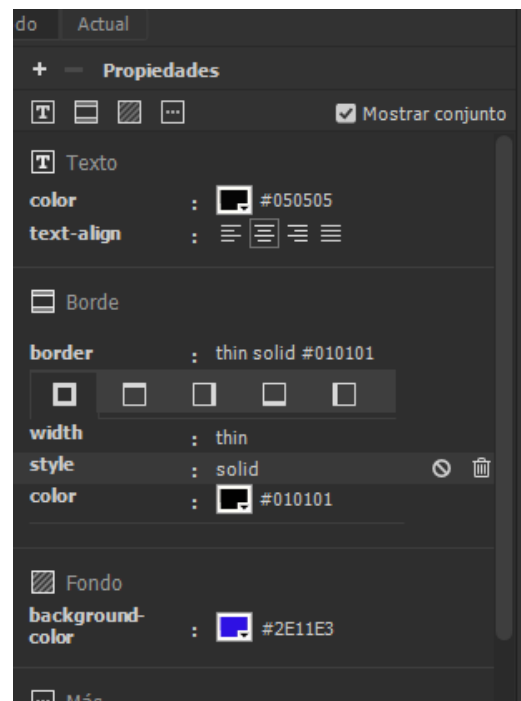 do Actual
+ − Propiedades
T Mostrar conjunto
T Texto
color : #050505
text-align :
Borde
border : thin solid #010101
width : thin
style : solid
color : #010101
Fondo
background-
color : #2E11E3
Más